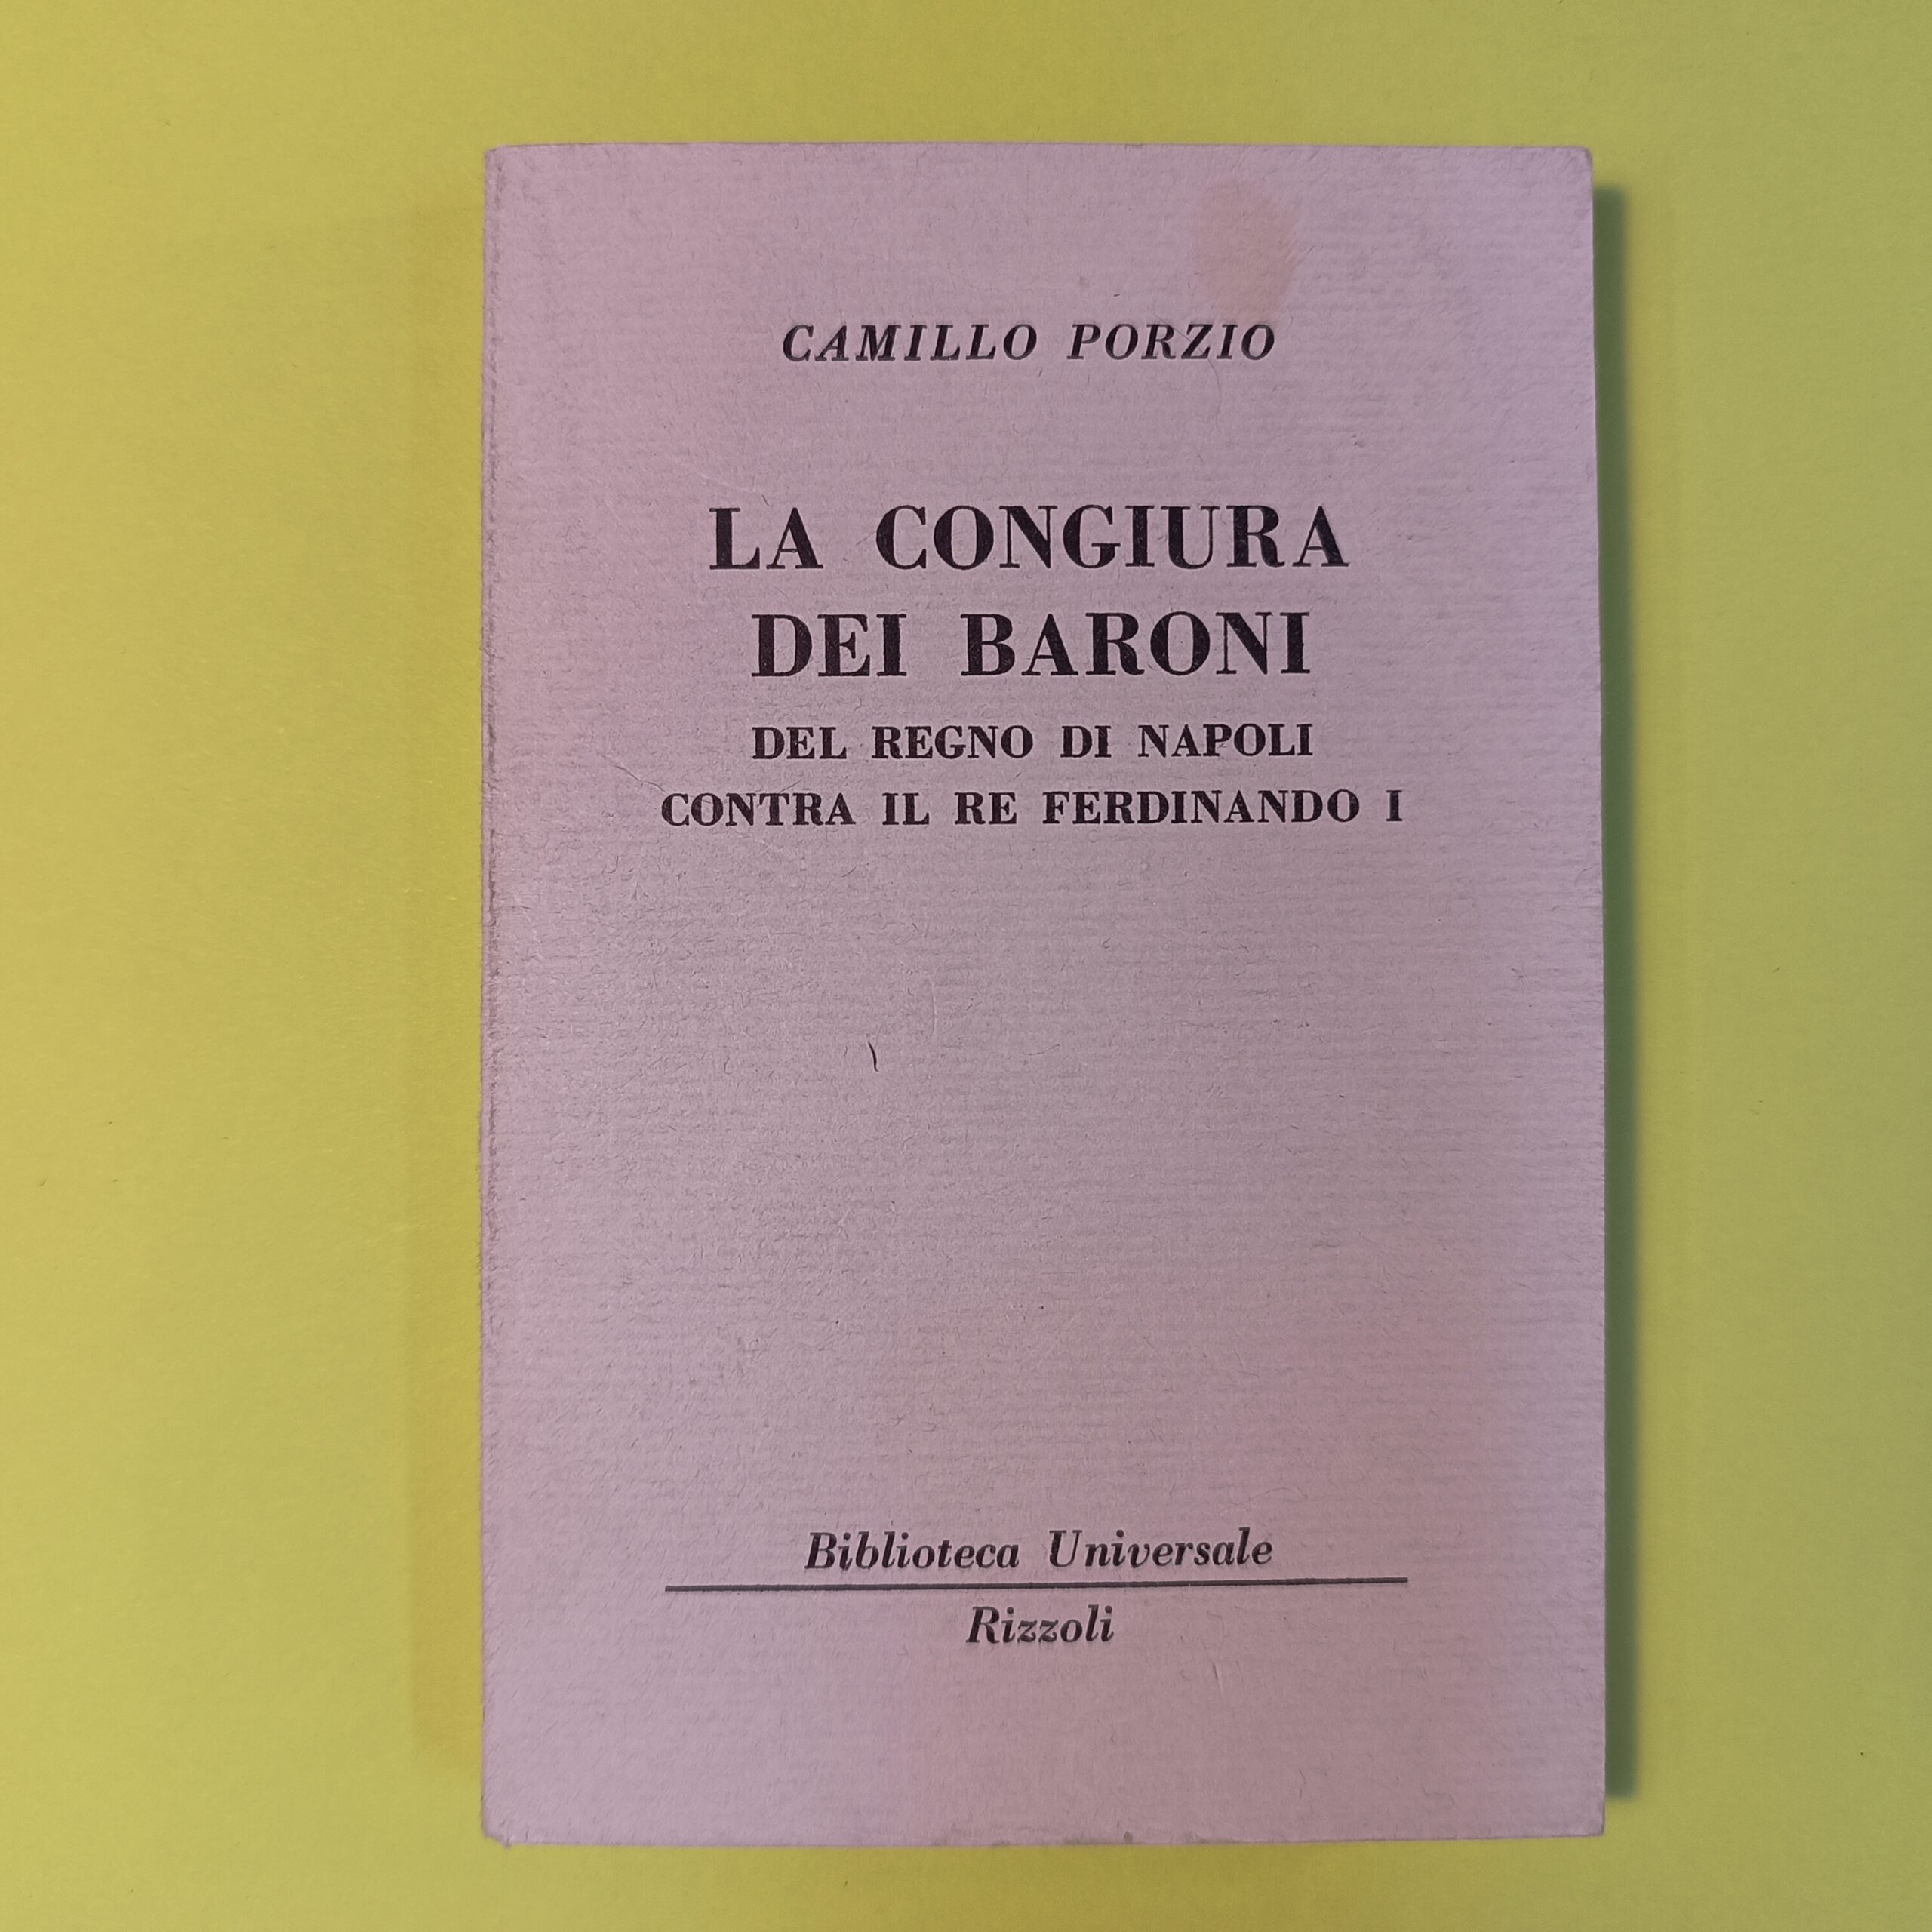 CAMILLO PORZIO
LA CONGIURA
DEI BARONI
DEL REGNO DI NAPOLI
CONTRA IL RE FERDINANDO I
Biblioteca Universale
Rizzoli